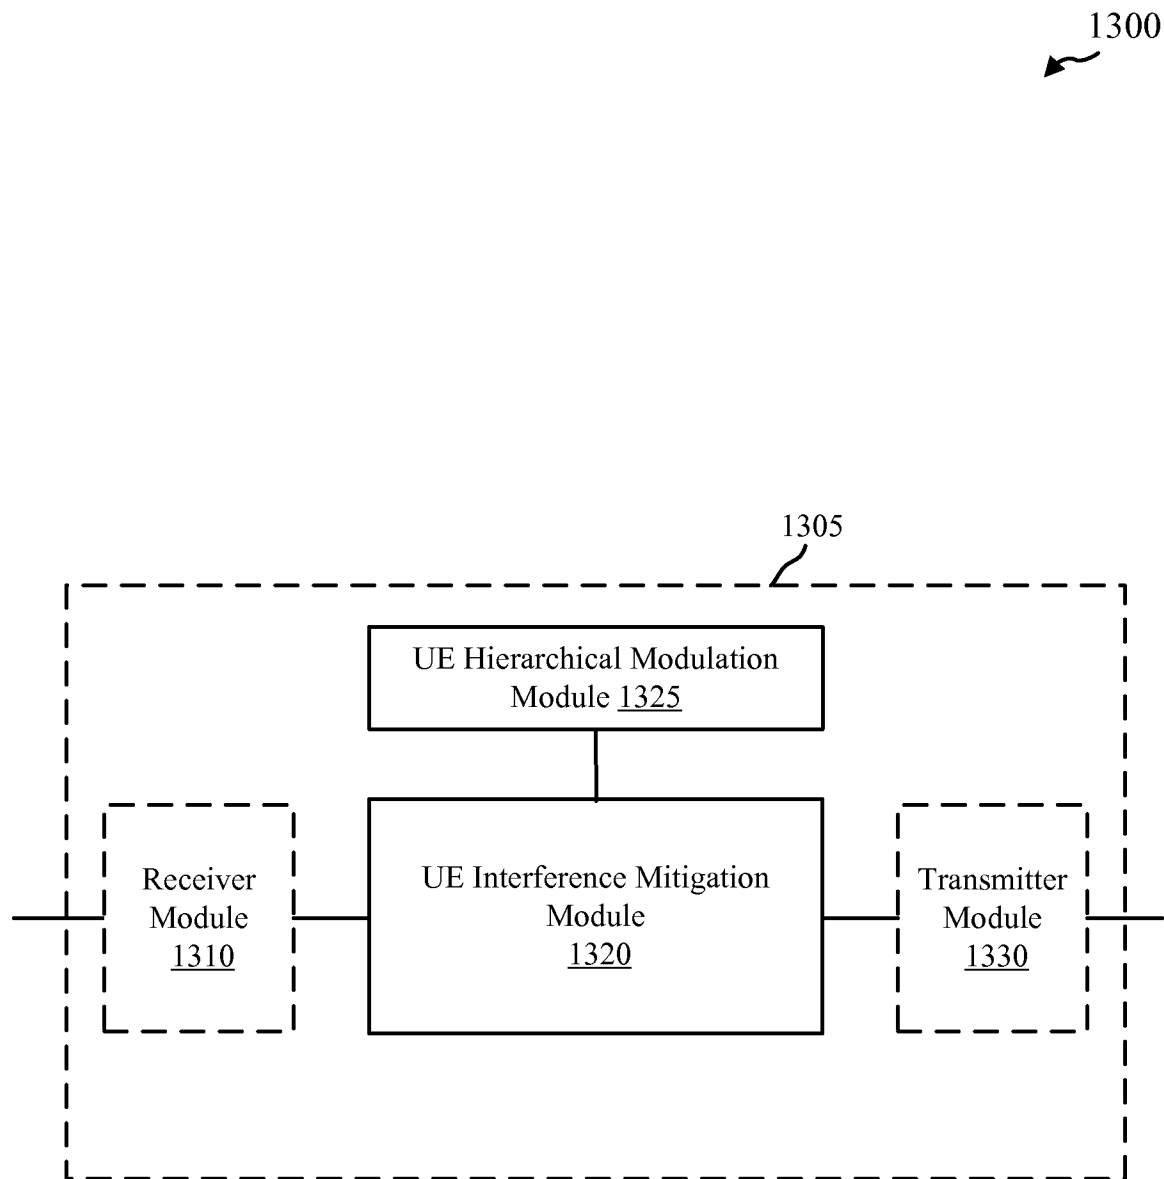 1300
1305
UE Hierarchical Modulation
Module 1325
Receiver
Module
1310
UE Interference Mitigation
Module
1320
Transmitter
Module
1330